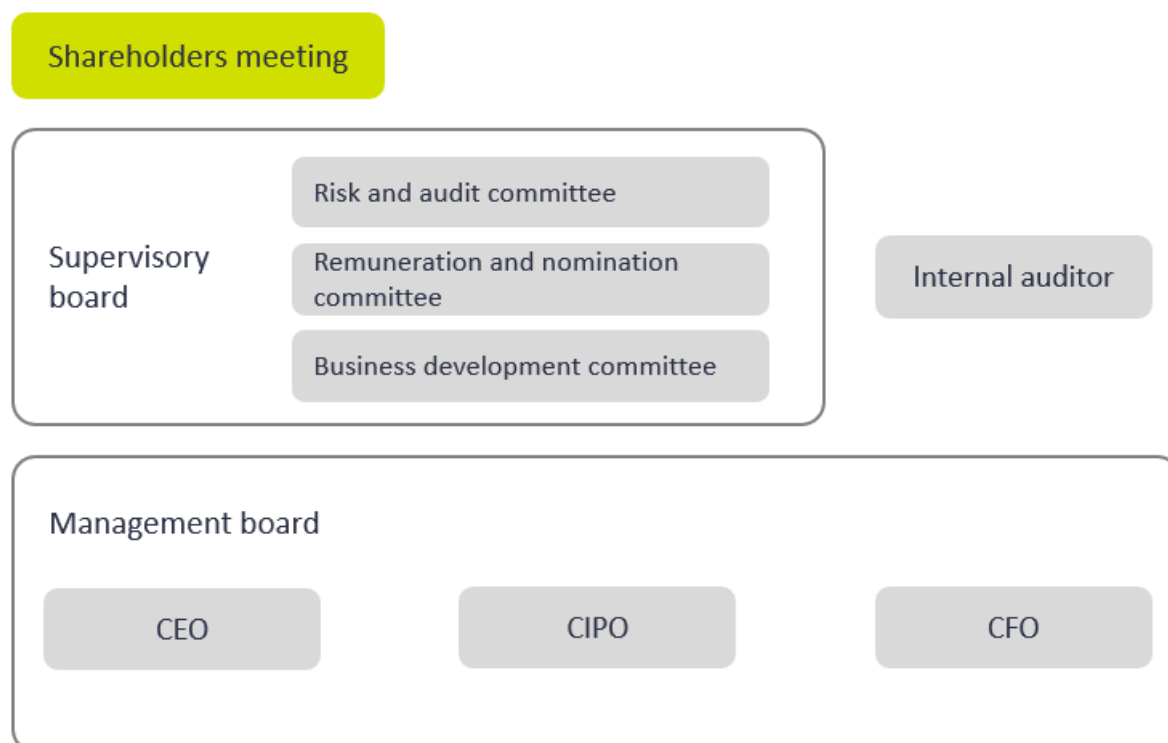 Shareholders meeting
Supervisory
board
Risk and audit committee
Remuneration and nomination
committee
Business development committee
Internal auditor
Management board
CEO
CIPO
CFO